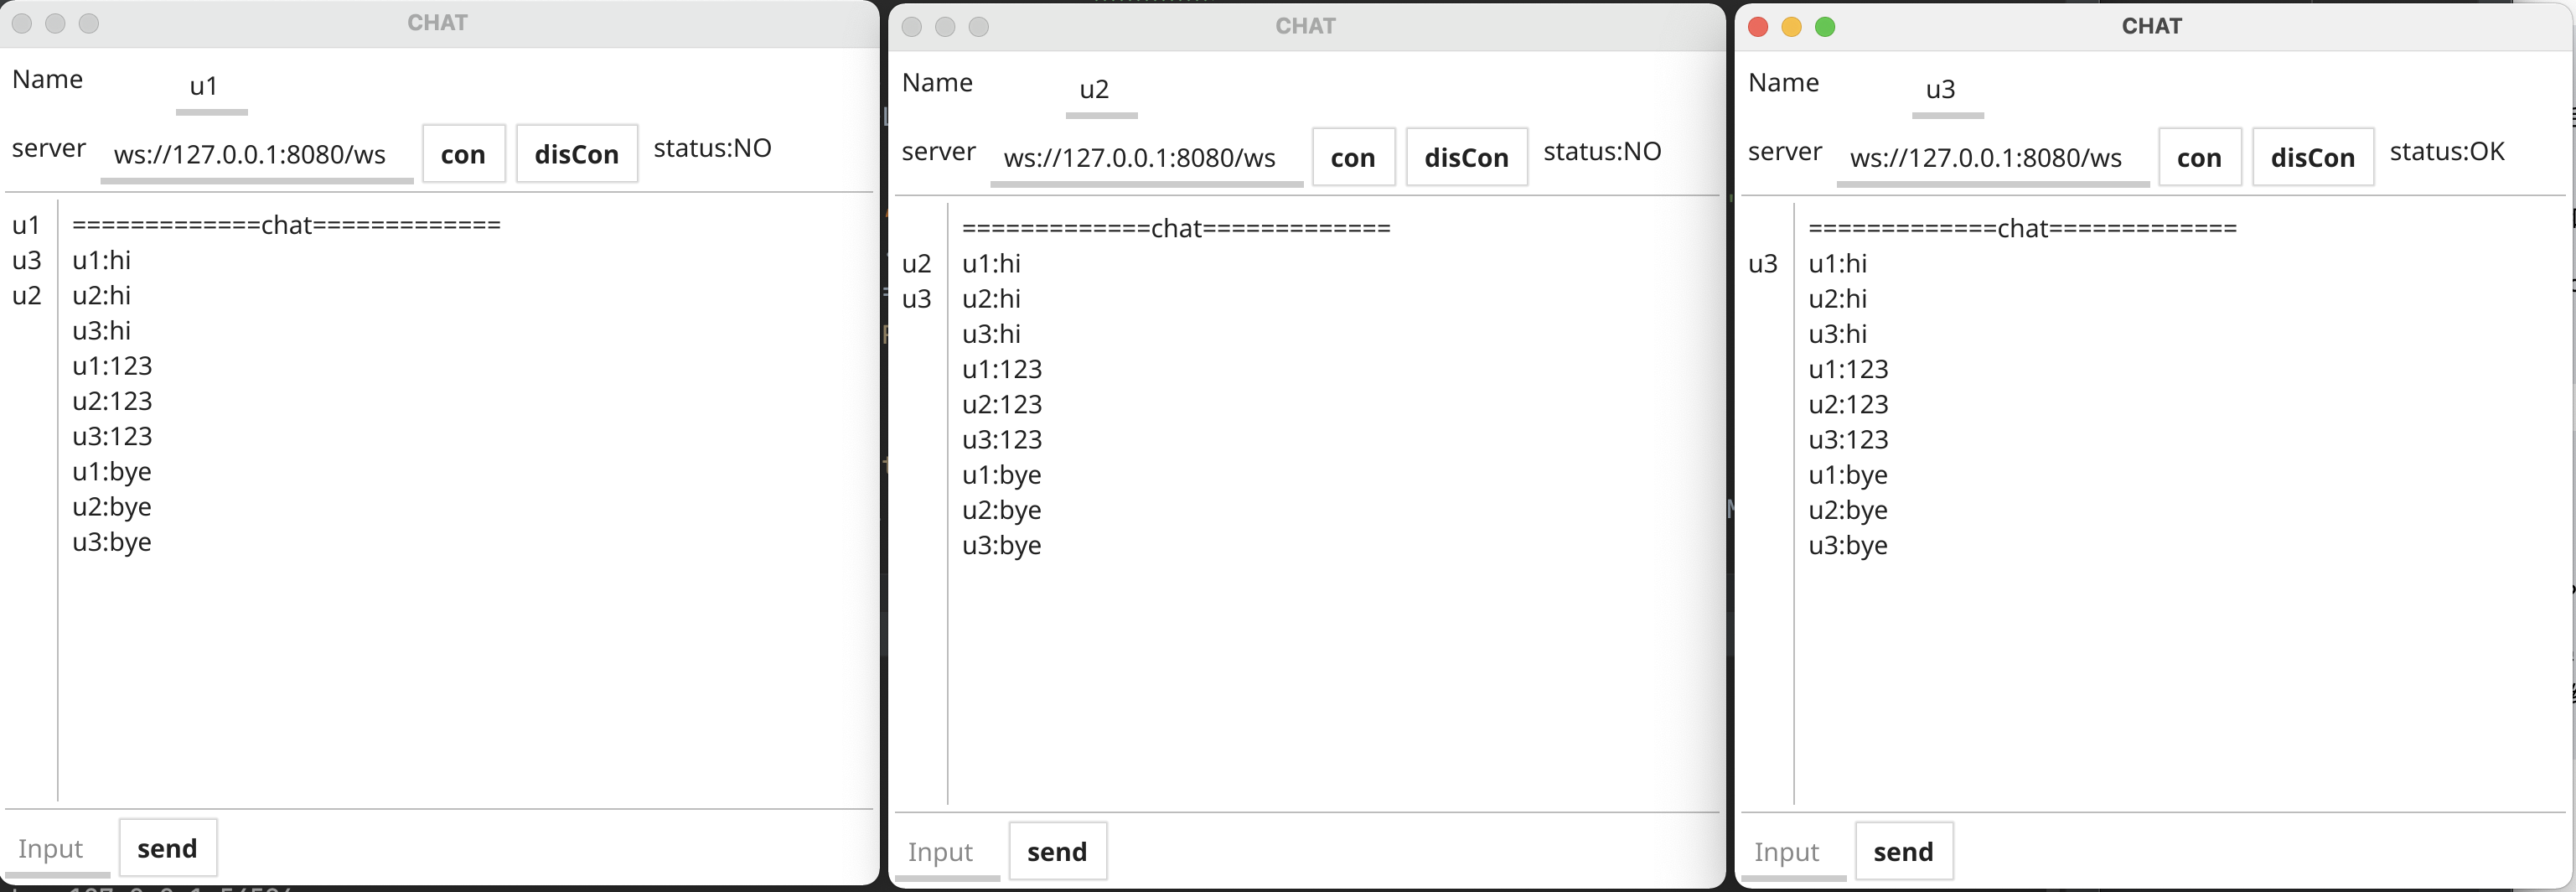 CHAT
Name u1
server ws://127.0.0.1:8080/ws con disCon status:NO
u1 =============chat=============
u3 u1:hi
u2 u2:hi
u3:hi
u1:123
u2:123
u3:123
u1:bye
u2:bye
u3:bye
Input send
CHAT
Name u2
server ws://127.0.0.1:8080/ws con disCon status:NO
=============chat=============
u2 u1:hi
u3 u2:hi
u3:hi
u1:123
u2:123
u3:123
u1:bye
u2:bye
u3:bye
Input send
CHAT
Name u3
server ws://127.0.0.1:8080/ws con disCon status:OK
=============chat=============
u3 u1:hi
u2:hi
u3:hi
u1:123
u2:123
u3:123
u1:bye
u2:bye
u3:bye
Input send